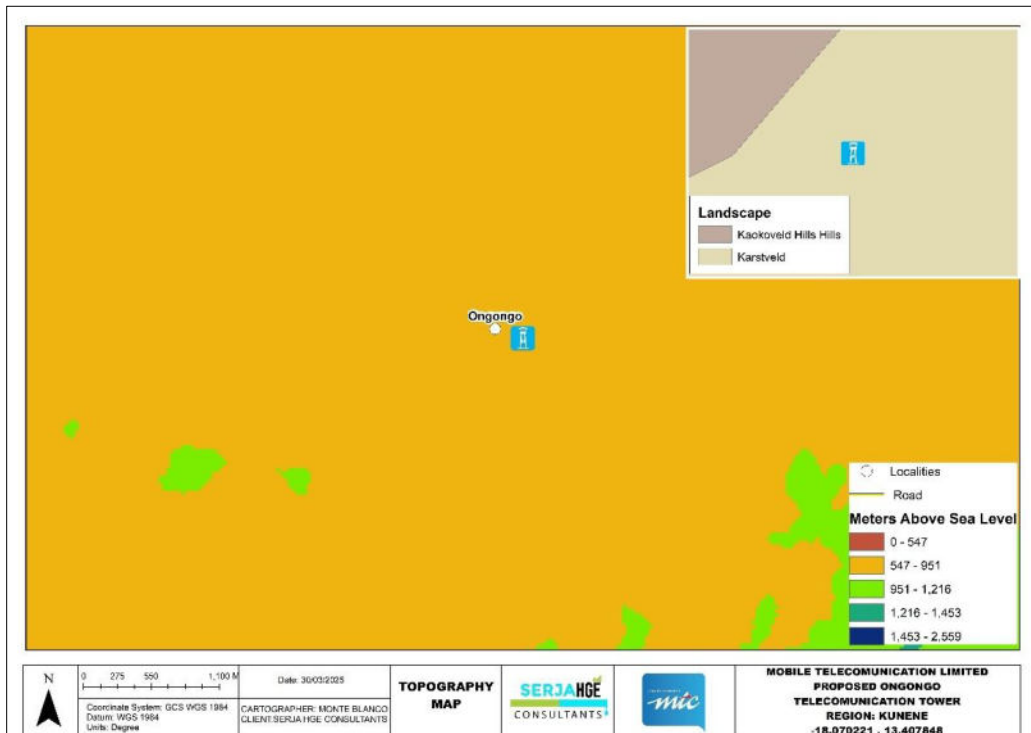 Landscape
Kaokoveld Hills Hills
Karstveld
Ongongo
Localities
Road
Meters Above Sea Level
0 - 547
547 - 951
951 - 1,216
1,216 - 1,453
1,453 - 2,559
N
0 275 550 1,100 M
Coordinate System: GCS WGS 1984
Datum: WGS 1984
Units: Degree
Date: 30/03/2025
CARTOGRAPHER: MONTE BLANCO
CLIENT:SERJA HGE CONSULTANTS
TOPOGRAPHY
MAP
SERJAHGE
CONSULTANTS
mtc
MOBILE TELECOMUNICATION LIMITED
PROPOSED ONGONGO
TELECOMUNICATION TOWER
REGION: KUNENE
-18.070221 , 13.407848